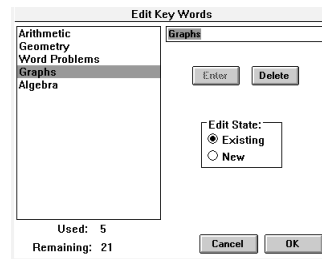 Edit Key Words
Arithmetic
Geometry
Word Problems
Graphs
Algebra
Graphs
Enter
Delete
Edit State:
Existing
New
Used: 5
Remaining: 21
Cancel
OK